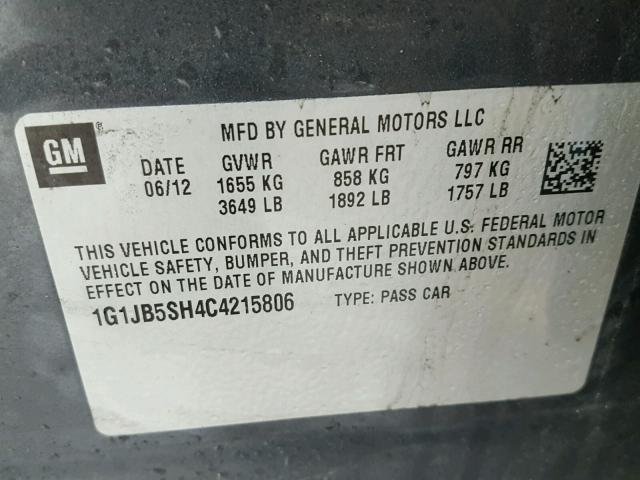 GM ®
MFD BY GENERAL MOTORS LLC
DATE GVWR GAWR FRT GAWR RR
06/12 1655 KG 858 KG 797 KG
3649 LB 1892 LB 1757 LB
THIS VEHICLE CONFORMS TO ALL APPLICABLE U.S. FEDERAL MOTOR
VEHICLE SAFETY, BUMPER, AND THEFT PREVENTION STANDARDS IN
EFFECT ON THE DATE OF MANUFACTURE SHOWN ABOVE.
1G1JB5SH4C4215806 TYPE: PASS CAR